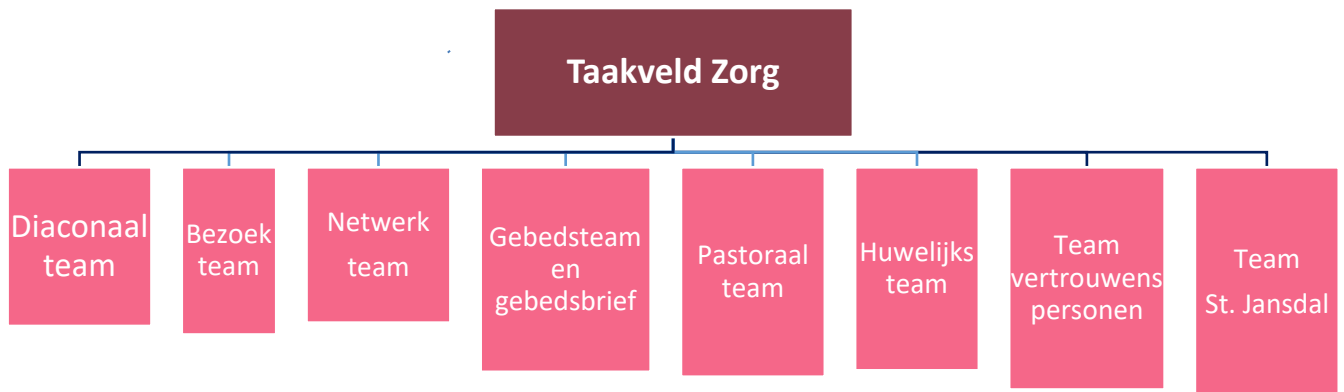 Taakveld Zorg
Diaconaal
team
Bezoek
team
Netwerk
team
Gebedsteam
en
gebedsbrief
Pastoraal
team
Huwelijks
team
Team
vertrouwens
personen
Team
St. Jansdal